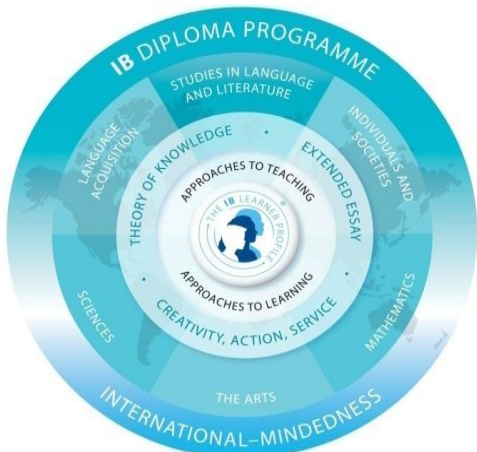 IB DIPLOMA PROGRAMME
STUDIES IN LANGUAGE
AND LITERATURE
LANGUAGE
ACQUISITION
INDIVIDUALS AND
SOCIETIES
THEORY OF KNOWLEDGE
EXTENDED ESSAY
APPROACHES TO TEACHING
THE IB LEARNER PROFILE
®
APPROACHES TO LEARNING
CREATIVITY, ACTION, SERVICE
SCIENCES
MATHEMATICS
THE ARTS
INTERNATIONAL–MINDEDNESS